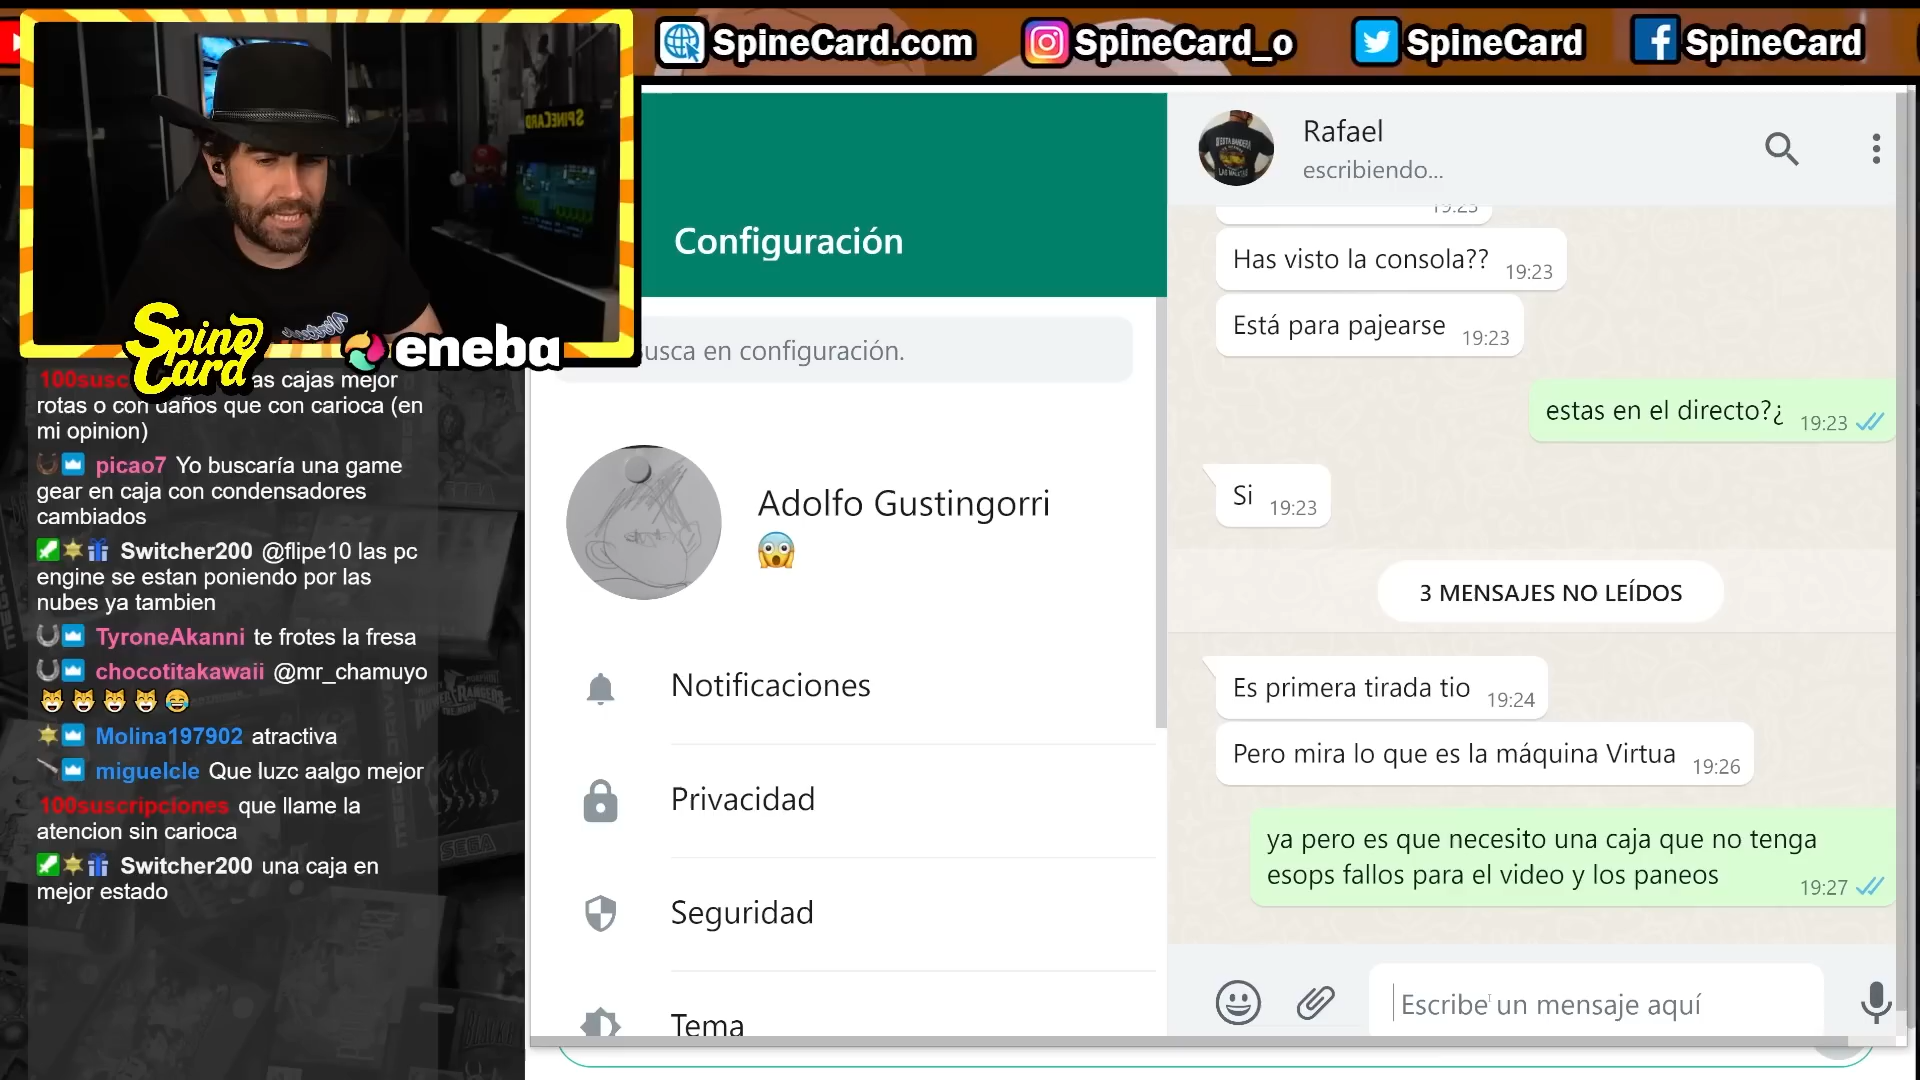 SpineCard.com
SpineCard_o
SpineCard
SpineCard
SPINECARD
Spine
Card
eneba
as cajas mejor
rotas o con daños que con carioca (en
mi opinion)
picao7 Yo buscaría una game
gear en caja con condensadores
cambiados
Switcher200 @flipe10 las pc
engine se estan poniendo por las
nubes ya tambien
TyroneAkanni te frotes la fresa
chocotitakawaii @mr_chamuyo
😹 😹 😹 😹 😂
Molina197902 atractiva
miguelcle Que luzc aalgo mejor
100suscripciones que llame la
atencion sin carioca
Switcher200 una caja en
mejor estado
Configuración
usca en configuración.
Adolfo Gustingorri
😱
Notificaciones
Privacidad
Seguridad
Tema
Rafael
escribiendo...
19:23
Has visto la consola?? 19:23
Está para pajearse 19:23
estas en el directo?¿ 19:23
Si 19:23
3 MENSAJES NO LEÍDOS
Es primera tirada tio 19:24
Pero mira lo que es la máquina Virtua 19:26
ya pero es que necesito una caja que no tenga
esops fallos para el video y los paneos 19:27
Escribe un mensaje aquí